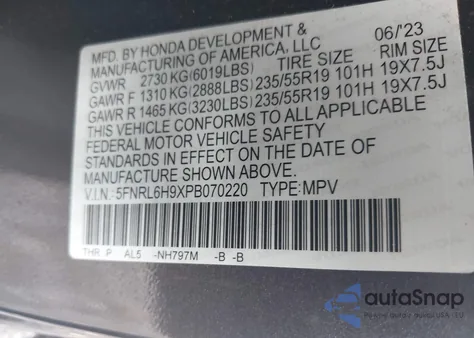 MFD. BY HONDA DEVELOPMENT & 06/'23
MANUFACTURING OF AMERICA, LLC RIM SIZE
GVWR 2730 KG(6019LBS) TIRE SIZE
GAWR F 1310 KG(2888LBS) 235/55R19 101H 19X7.5J
GAWR R 1465 KG(3230LBS) 235/55R19 101H 19X7.5J
THIS VEHICLE CONFORMS TO ALL APPLICABLE
FEDERAL MOTOR VEHICLE SAFETY
STANDARDS IN EFFECT ON THE DATE OF
MANUFACTURE SHOWN ABOVE.
V.I.N.: 5FNRL6H9XPB070220 TYPE:MPV
THR P AL5 -NH797M -B -B
autoSnap